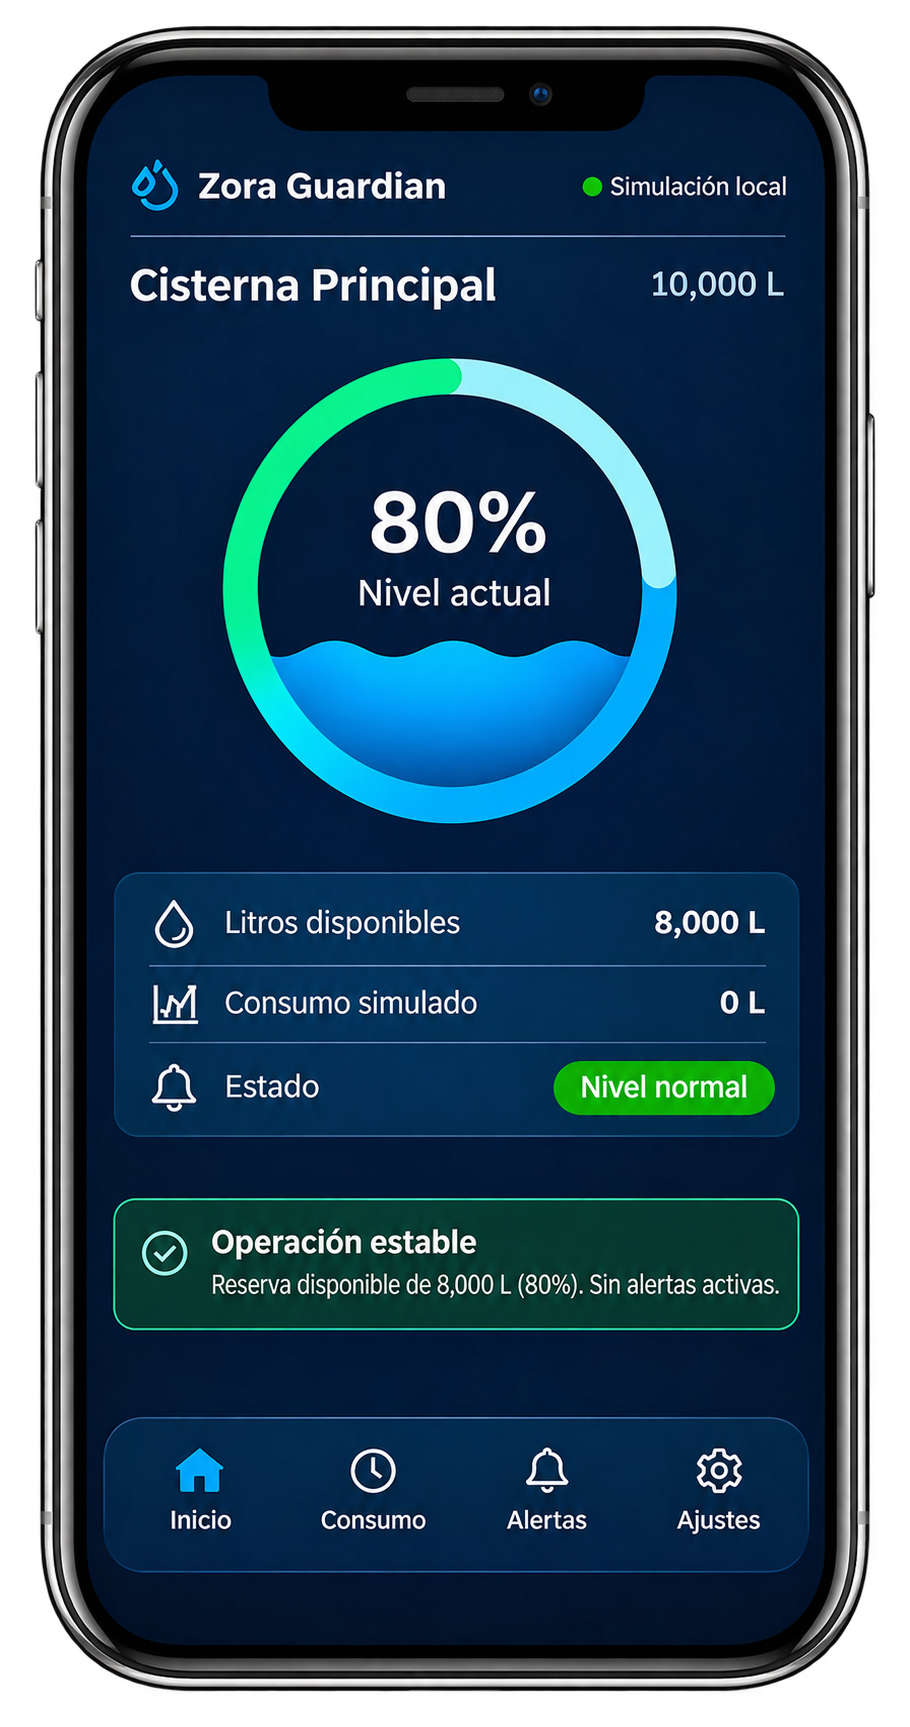 Zora Guardian
Simulación local
Cisterna Principal
10,000 L
80%
Nivel actual
Litros disponibles
8,000 L
Consumo simulado
0 L
Estado
Nivel normal
Operación estable
Reserva disponible de 8,000 L (80%). Sin alertas activas.
Inicio
Consumo
Alertas
Ajustes